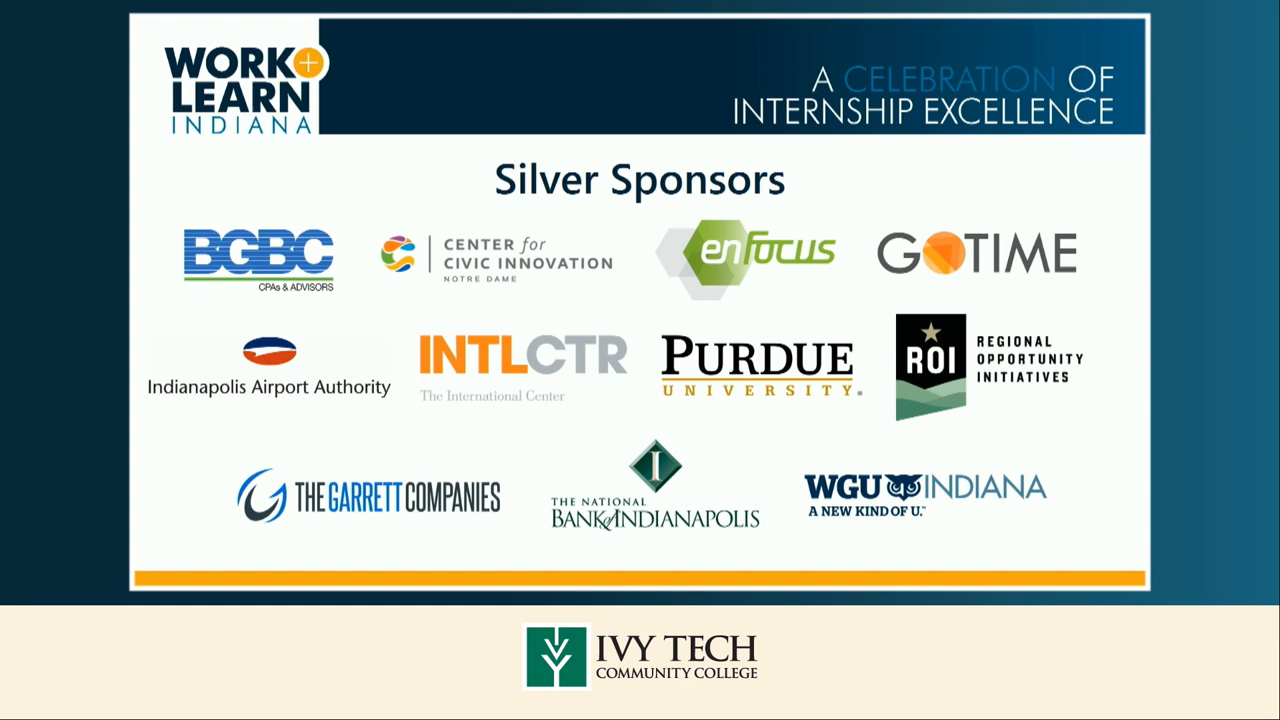 WORK+
LEARN
INDIANA
A CELEBRATION OF
INTERNSHIP EXCELLENCE
Silver Sponsors
BGBC
CPAs & ADVISORS
CENTER for
CIVIC INNOVATION
NOTRE DAME
enFocus
GOTIME
Indianapolis Airport Authority
INTLCTR
The International Center
PURDUE
UNIVERSITY®
ROI
REGIONAL
OPPORTUNITY
INITIATIVES
THE GARRETT COMPANIES
I
THE NATIONAL
BANK of INDIANAPOLIS
WGU INDIANA
A NEW KIND OF U.™
IVY TECH
COMMUNITY COLLEGE